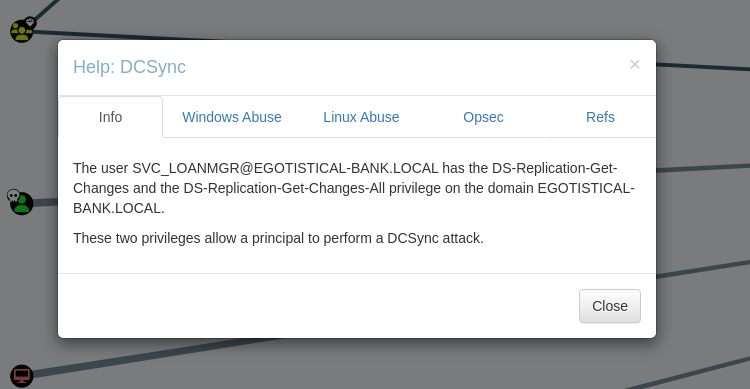 Help: DCSync
×
Info Windows Abuse Linux Abuse Opsec Refs
The user SVC_LOANMGR@EGOTISTICAL-BANK.LOCAL has the DS-Replication-Get-
Changes and the DS-Replication-Get-Changes-All privilege on the domain EGOTISTICAL-
BANK.LOCAL.
These two privileges allow a principal to perform a DCSync attack.
Close